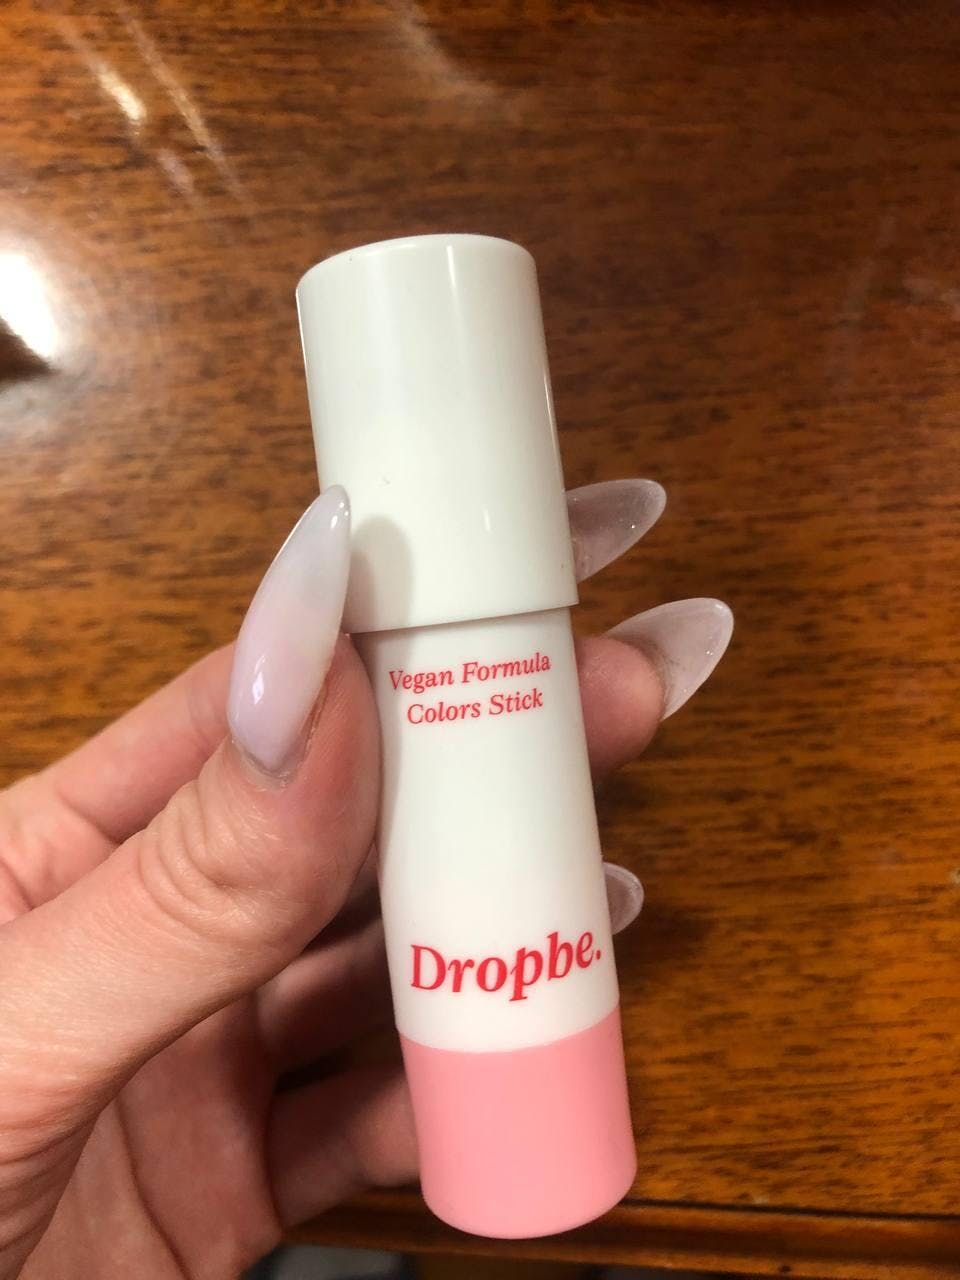 Vegan Formula
Colors Stick
Dropbe.